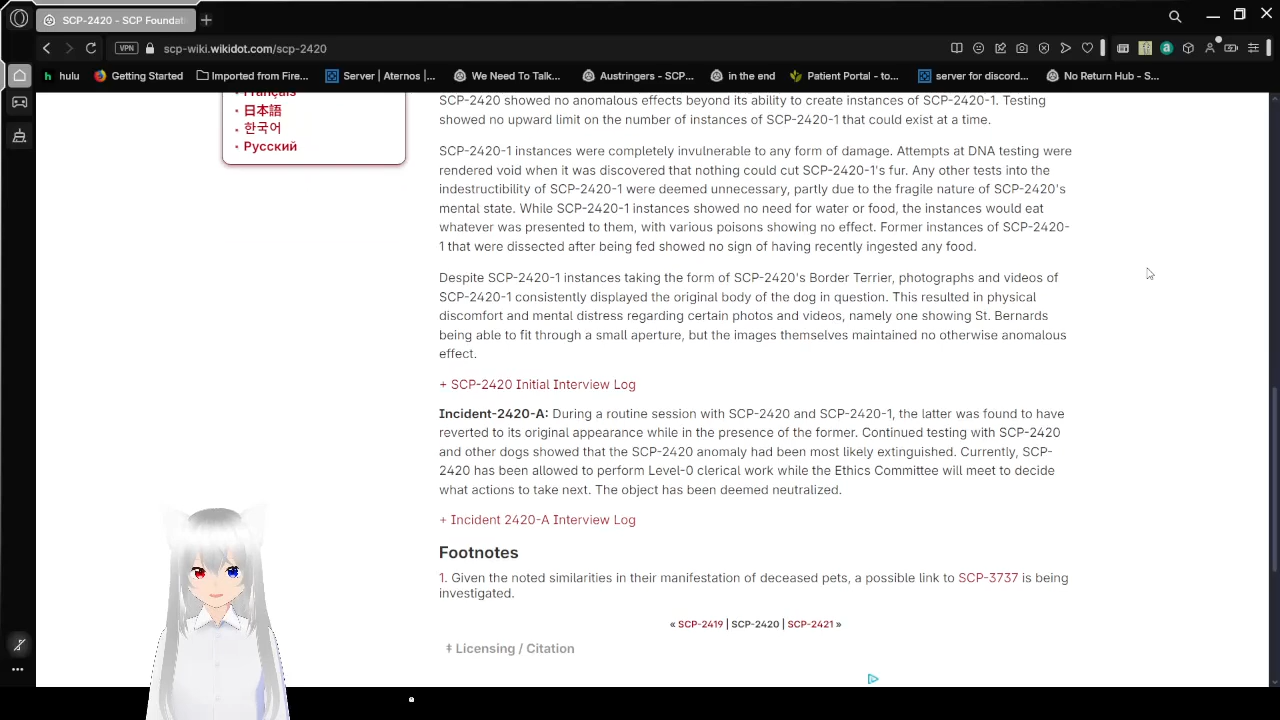 SCP-2420 - SCP Foundat
VPN
scp-wiki.wikidot.com/scp-2420
hulu
Getting Started
Imported from Fire...
Server | Aternos |...
We Need To Talk...
Austringers - SCP...
in the end
Patient Portal - to...
server for discord...
No Return Hub - S...
Français
日本語
한국어
Русский
SCP-2420 showed no anomalous effects beyond its ability to create instances of SCP-2420-1. Testing
showed no upward limit on the number of instances of SCP-2420-1 that could exist at a time.
SCP-2420-1 instances were completely invulnerable to any form of damage. Attempts at DNA testing were
rendered void when it was discovered that nothing could cut SCP-2420-1's fur. Any other tests into the
indestructibility of SCP-2420-1 were deemed unnecessary, partly due to the fragile nature of SCP-2420's
mental state. While SCP-2420-1 instances showed no need for water or food, the instances would eat
whatever was presented to them, with various poisons showing no effect. Former instances of SCP-2420-
1 that were dissected after being fed showed no sign of having recently ingested any food.
Despite SCP-2420-1 instances taking the form of SCP-2420's Border Terrier, photographs and videos of
SCP-2420-1 consistently displayed the original body of the dog in question. This resulted in physical
discomfort and mental distress regarding certain photos and videos, namely one showing St. Bernards
being able to fit through a small aperture, but the images themselves maintained no otherwise anomalous
effect.
+ SCP-2420 Initial Interview Log
Incident-2420-A: During a routine session with SCP-2420 and SCP-2420-1, the latter was found to have
reverted to its original appearance while in the presence of the former. Continued testing with SCP-2420
and other dogs showed that the SCP-2420 anomaly had been most likely extinguished. Currently, SCP-
2420 has been allowed to perform Level-0 clerical work while the Ethics Committee will meet to decide
what actions to take next. The object has been deemed neutralized.
+ Incident 2420-A Interview Log
Footnotes
1. Given the noted similarities in their manifestation of deceased pets, a possible link to SCP-3737 is being
investigated.
« SCP-2419 | SCP-2420 | SCP-2421 »
‡ Licensing / Citation